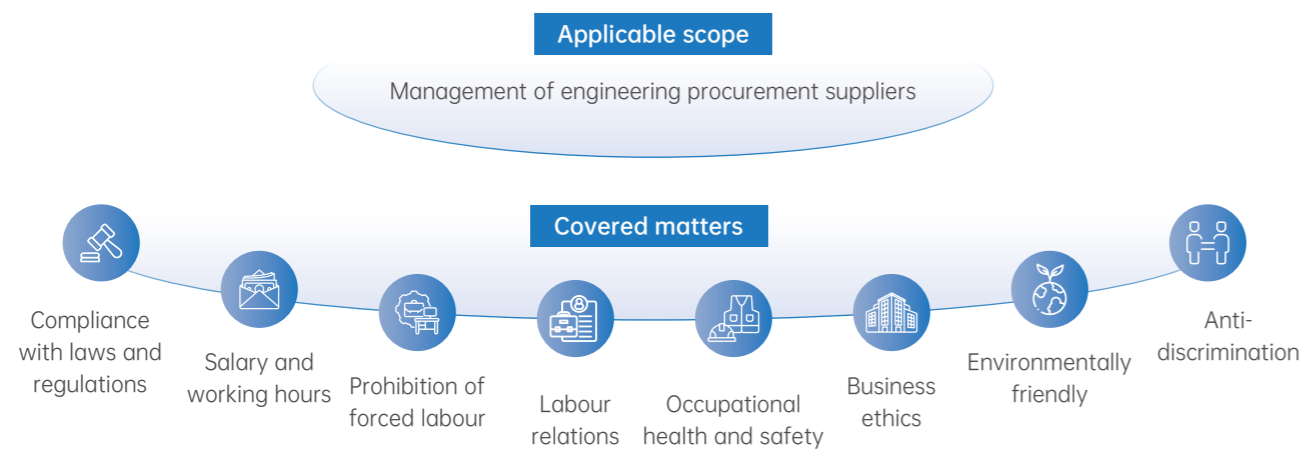 Applicable scope
Management of engineering procurement suppliers
Covered matters
Compliance
with laws and
regulations
Salary and
working hours
Prohibition of
forced labour
Labour
relations
Occupational
health and safety
Business
ethics
Environmentally
friendly
Anti-
discrimination